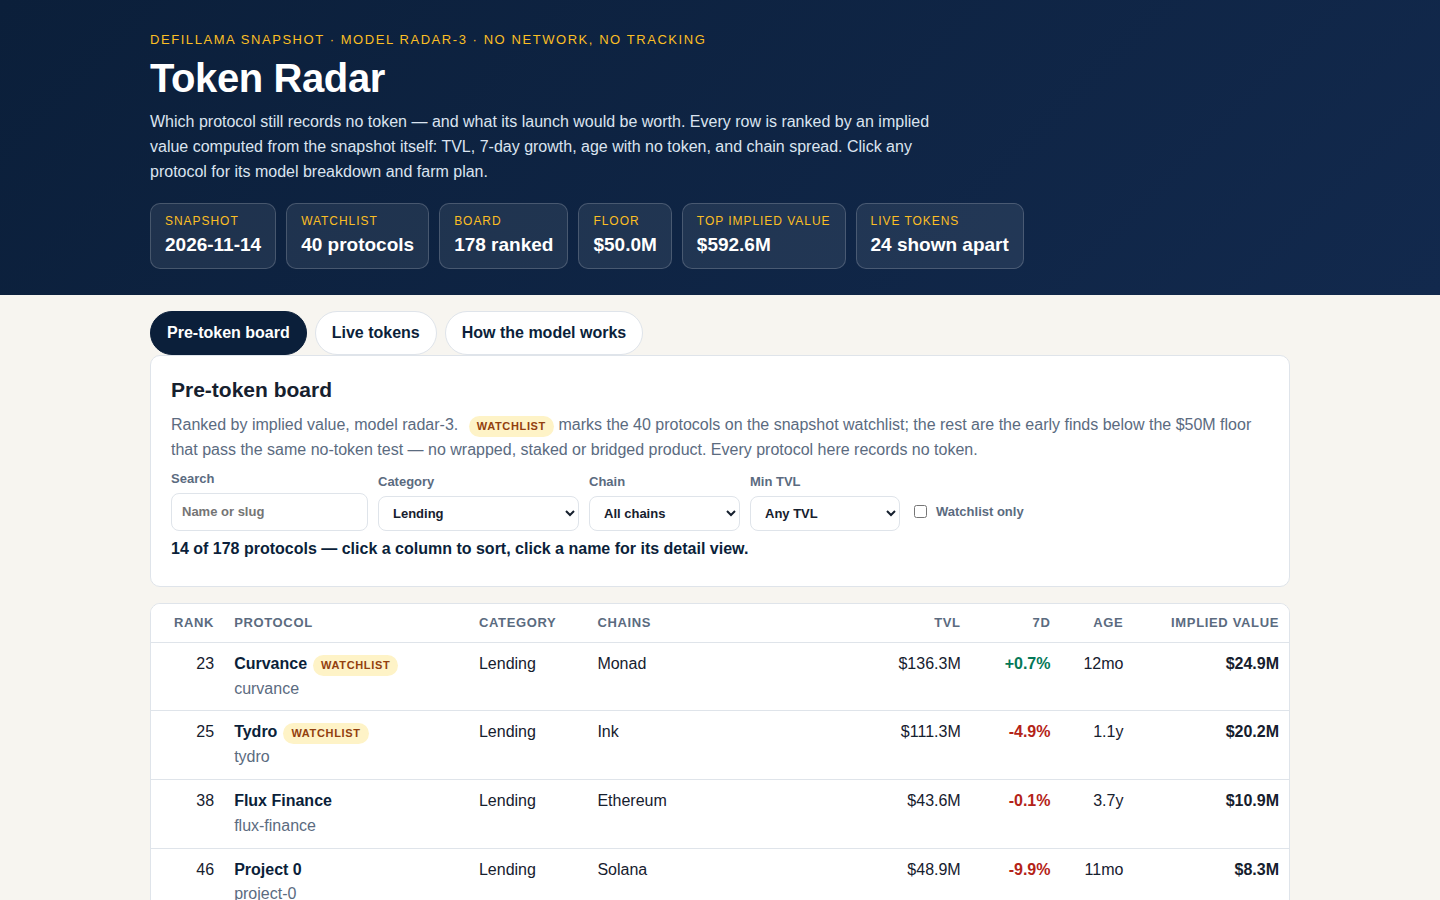 DEFILLAMA SNAPSHOT · MODEL RADAR-3 · NO NETWORK, NO TRACKING
Token Radar
Which protocol still records no token — and what its launch would be worth. Every row is ranked by an implied
value computed from the snapshot itself: TVL, 7-day growth, age with no token, and chain spread. Click any
protocol for its model breakdown and farm plan.
SNAPSHOT WATCHLIST BOARD FLOOR TOP IMPLIED VALUE LIVE TOKENS
2026-11-14 40 protocols 178 ranked $50.0M $592.6M 24 shown apart
Pre-token board Live tokens How the model works
Pre-token board
Ranked by implied value, model radar-3. WATCHLIST marks the 40 protocols on the snapshot watchlist; the rest are the early finds below the $50M floor
that pass the same no-token test — no wrapped, staked or bridged product. Every protocol here records no token.
Search Category Chain Min TVL
Name or slug Lending All chains Any TVL Watchlist only
14 of 178 protocols — click a column to sort, click a name for its detail view.
RANK PROTOCOL CATEGORY CHAINS TVL 7D AGE IMPLIED VALUE
23 Curvance WATCHLIST Lending Monad $136.3M +0.7% 12mo $24.9M
curvance
25 Tydro WATCHLIST Lending Ink $111.3M -4.9% 1.1y $20.2M
tydro
38 Flux Finance Lending Ethereum $43.6M -0.1% 3.7y $10.9M
flux-finance
46 Project 0 Lending Solana $48.9M -9.9% 11mo $8.3M
project-0